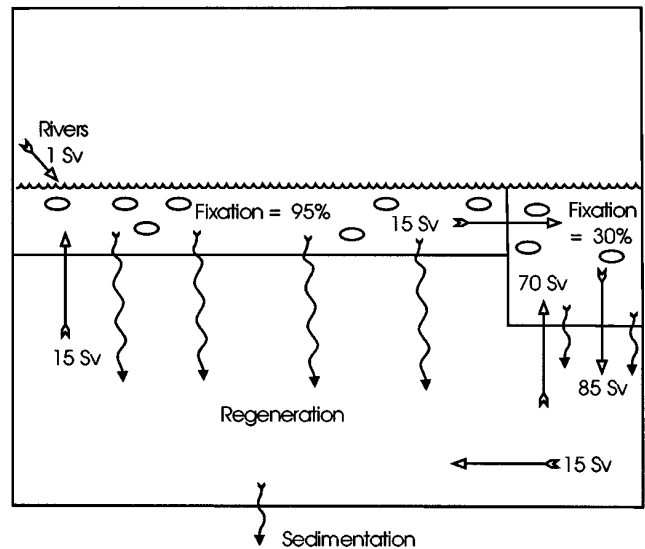 Rivers
1 Sv
Fixation = 95%
15 Sv
Fixation
= 30%
70 Sv
15 Sv
85 Sv
Regeneration
15 Sv
Sedimentation